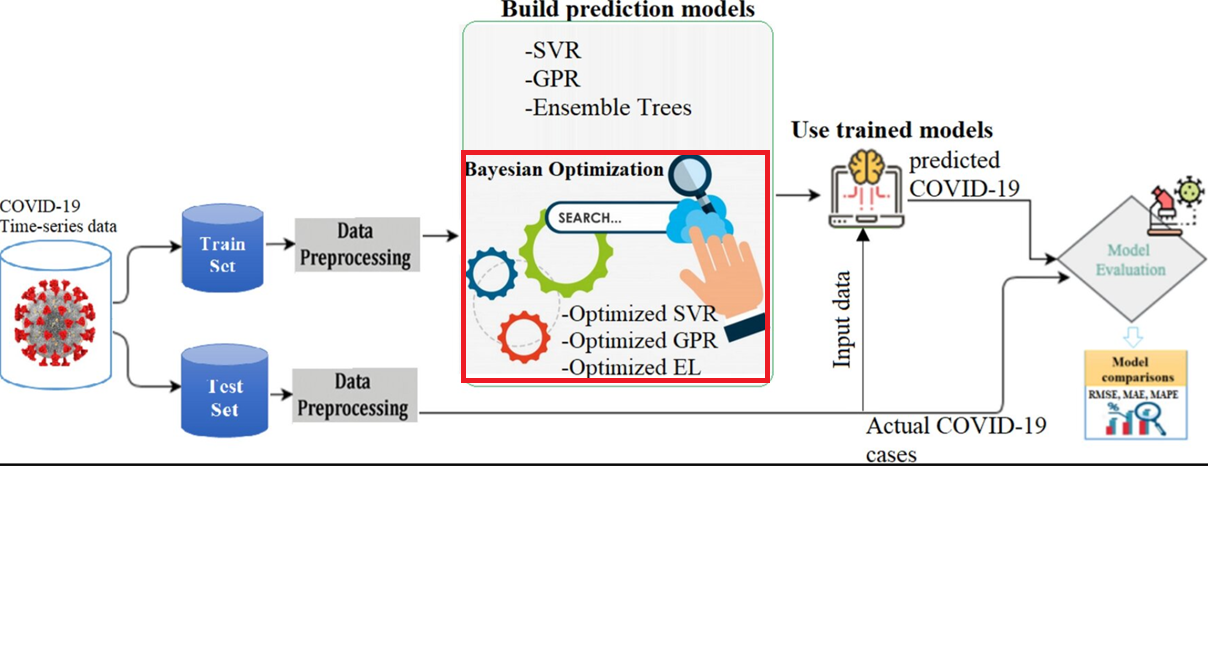 Build prediction models
-SVR
-GPR
-Ensemble Trees
Bayesian Optimization
SEARCH...
-Optimized SVR
-Optimized GPR
-Optimized EL
COVID-19
Time-series data
Train
Set
Data
Preprocessing
Test
Set
Data
Preprocessing
Use trained models
predicted
COVID-19
Input data
Actual COVID-19
cases
Model
Evaluation
Model
comparisons
RMSE, MAE, MAPE
%